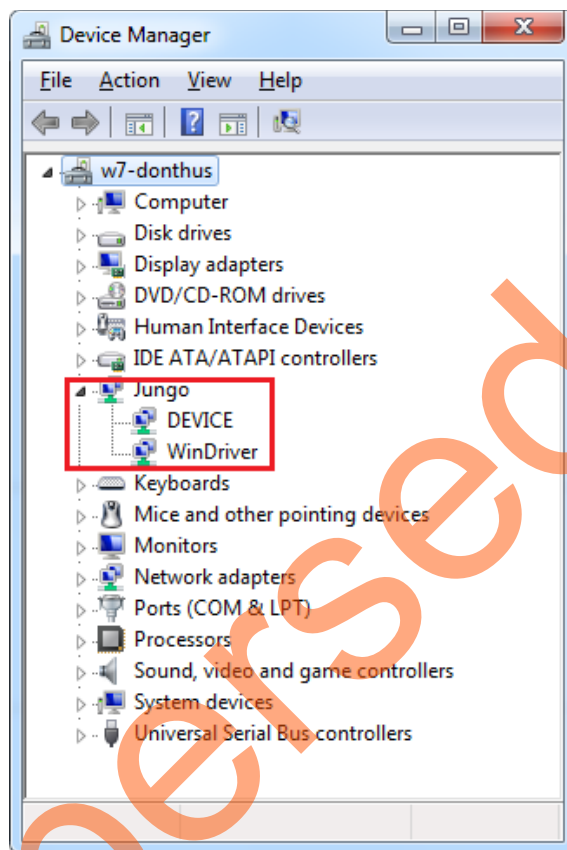 Device Manager
File Action View Help
w7-donthus
Computer
Disk drives
Display adapters
DVD/CD-ROM drives
Human Interface Devices
IDE ATA/ATAPI controllers
Jungo
DEVICE
WinDriver
Keyboards
Mice and other pointing devices
Monitors
Network adapters
Ports (COM & LPT)
Processors
Sound, video and game controllers
System devices
Universal Serial Bus controllers
persed